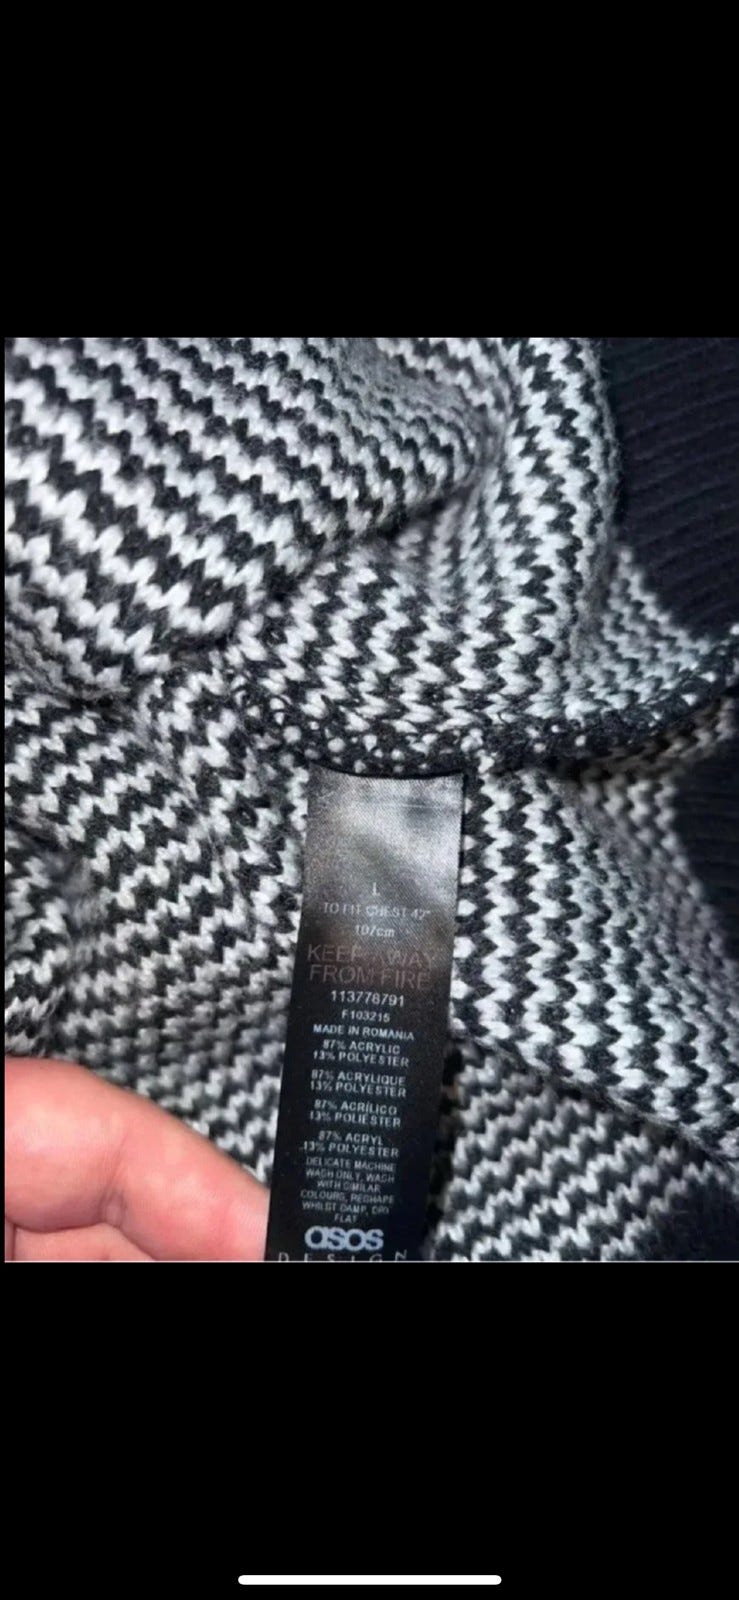 L
TO FIT CHEST 42"
107cm
KEEP AWAY
FROM FIRE
113778791
F103215
MADE IN ROMANIA
87% ACRYLIC
13% POLYESTER
87% ACRYLIQUE
13% POLYESTER
87% ACRÍLICO
13% POLIÉSTER
87% ACRYL
13% POLYESTER
DELICATE MACHINE
WASH ONLY, WASH
WITH SIMILAR
COLOURS, RESHAPE
WHILST DAMP, DRY
FLAT
asos
DESIGN